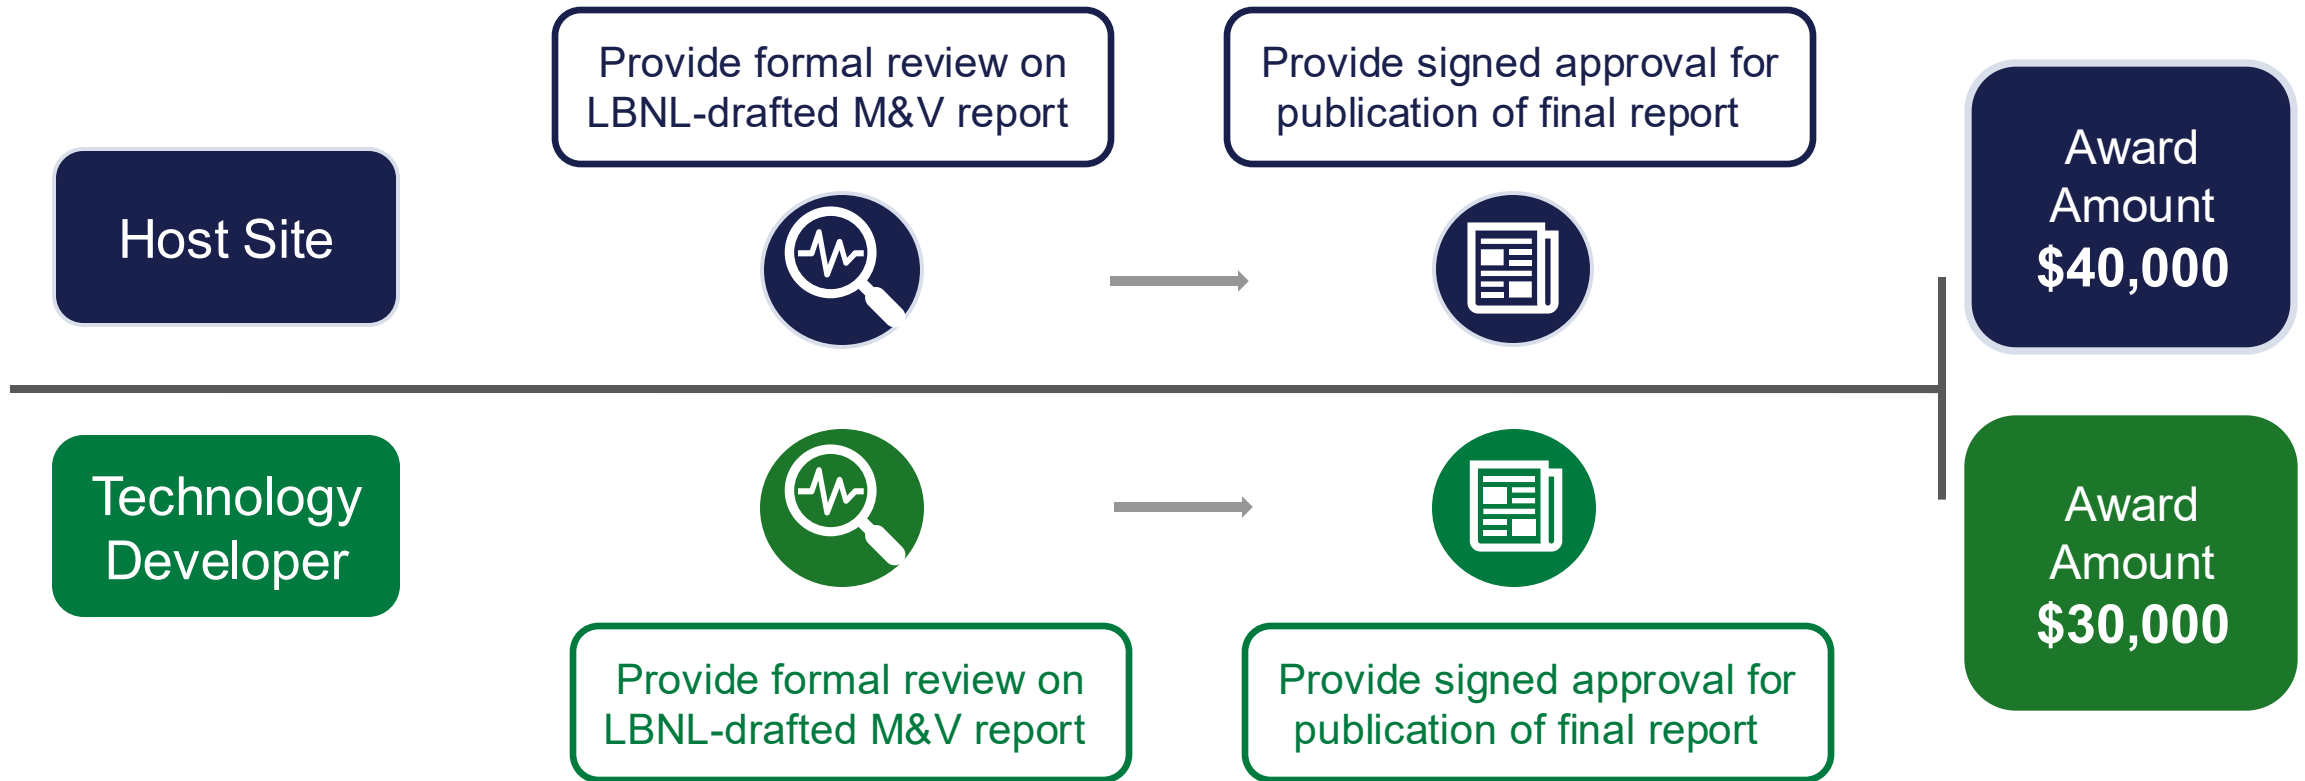 Provide formal review on
LBNL-drafted M&V report
Provide signed approval for
publication of final report
Host Site
Award
Amount
$40,000
Technology
Developer
Provide formal review on
LBNL-drafted M&V report
Provide signed approval for
publication of final report
Award
Amount
$30,000